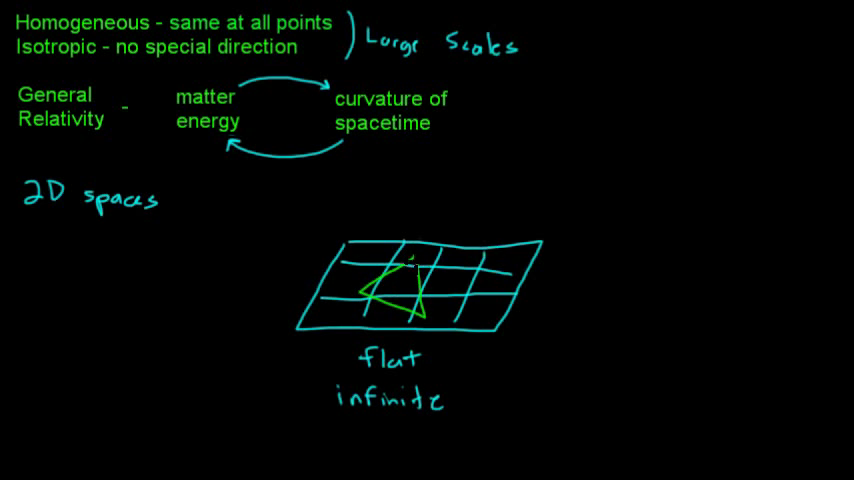 Homogeneous - same at all points
Isotropic - no special direction
) Large Scales
General Relativity -
matter energy
curvature of spacetime
2D spaces
flat
infinite